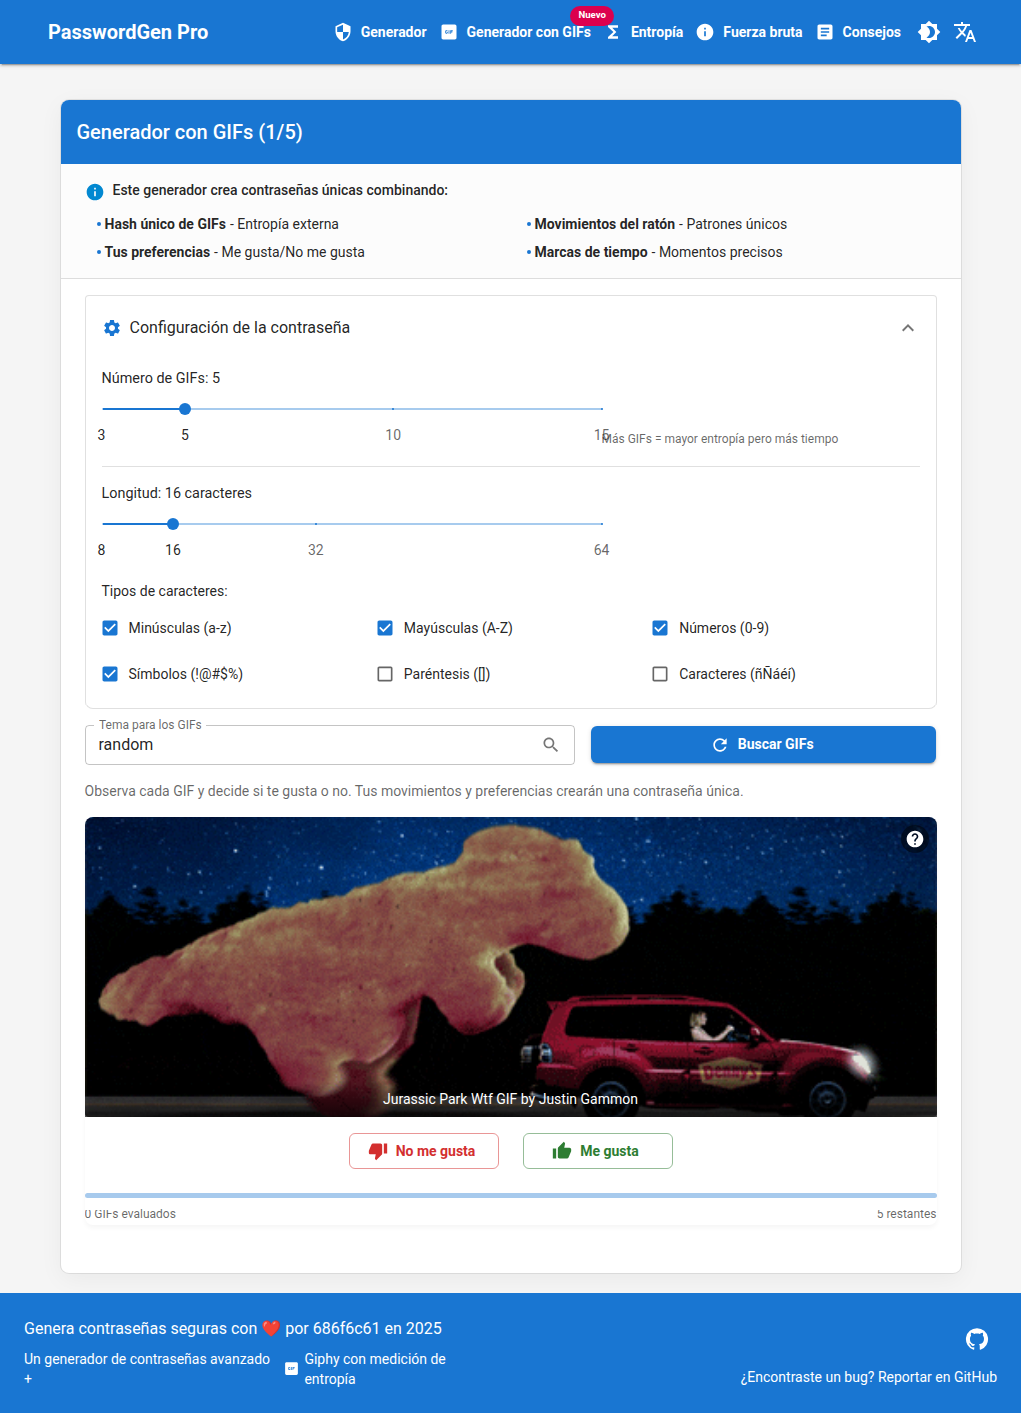 PasswordGen Pro
Generador
Generador con GIFs
Nuevo
Entropía
Fuerza bruta
Consejos
Generador con GIFs (1/5)
Este generador crea contraseñas únicas combinando:
• Hash único de GIFs - Entropía externa
• Movimientos del ratón - Patrones únicos
• Tus preferencias - Me gusta/No me gusta
• Marcas de tiempo - Momentos precisos
Configuración de la contraseña
Número de GIFs: 5
3 5 10 15
Más GIFs = mayor entropía pero más tiempo
Longitud: 16 caracteres
8 16 32 64
Tipos de caracteres:
Minúsculas (a-z)
Mayúsculas (A-Z)
Números (0-9)
Símbolos (!@#$%)
Paréntesis ([])
Caracteres (ñÑáéí)
Tema para los GIFs
random
Buscar GIFs
Observa cada GIF y decide si te gusta o no. Tus movimientos y preferencias crearán una contraseña única.
Denny's
Jurassic Park Wtf GIF by Justin Gammon
No me gusta
Me gusta
0 GIFs evaluados
5 restantes
Genera contraseñas seguras con ❤️ por 686f6c61 en 2025
Un generador de contraseñas avanzado
+
GIF
Giphy con medición de
entropía
¿Encontraste un bug? Reportar en GitHub